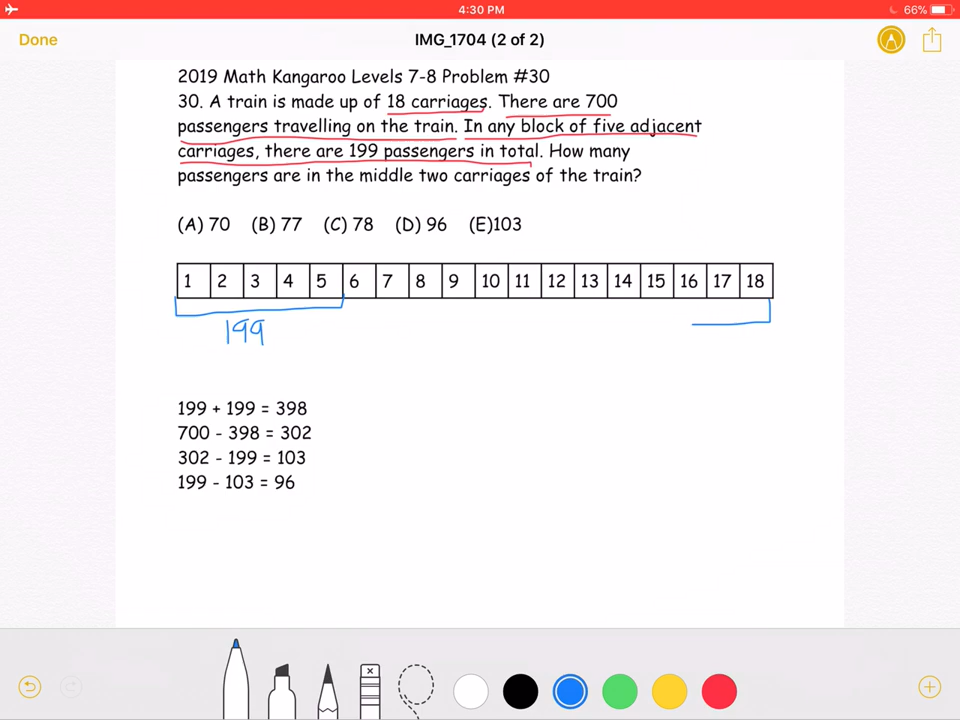 4:30 PM
66%
Done
IMG_1704 (2 of 2)
2019 Math Kangaroo Levels 7-8 Problem #30
30. A train is made up of 18 carriages. There are 700
passengers travelling on the train. In any block of five adjacent
carriages, there are 199 passengers in total. How many
passengers are in the middle two carriages of the train?
(A) 70 (B) 77 (C) 78 (D) 96 (E)103
1 2 3 4 5 6 7 8 9 10 11 12 13 14 15 16 17 18
199
199 + 199 = 398
700 - 398 = 302
302 - 199 = 103
199 - 103 = 96